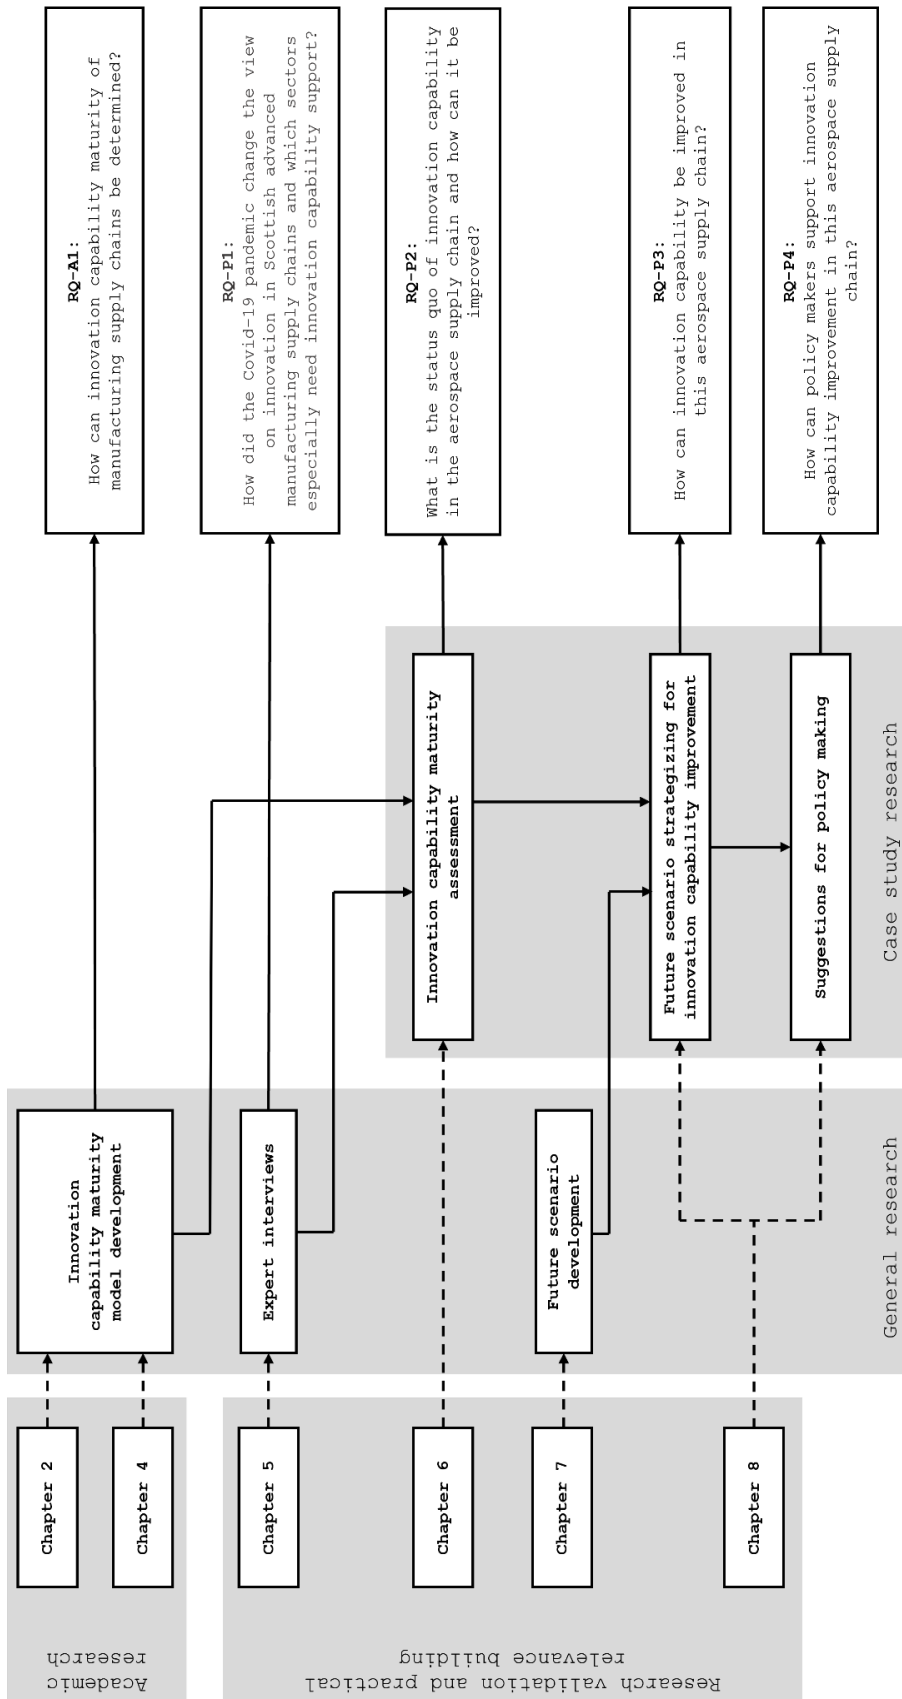 Academic
research
Research validation and practical
relevance building
Chapter 2
Chapter 4
Chapter 5
Chapter 6
Chapter 7
Chapter 8
Innovation
capability maturity
model development
Expert interviews
Future scenario
development
General research
Innovation capability maturity
assessment
Future scenario strategizing for
innovation capability improvement
Suggestions for policy making
Case study research
RQ-A1:
How can innovation capability maturity of
manufacturing supply chains be determined?
RQ-P1:
How did the Covid-19 pandemic change the view
on innovation in Scottish advanced
manufacturing supply chains and which sectors
especially need innovation capability support?
RQ-P2:
What is the status quo of innovation capability
in the aerospace supply chain and how can it be
improved?
RQ-P3:
How can innovation capability be improved in
this aerospace supply chain?
RQ-P4:
How can policy makers support innovation
capability improvement in this aerospace supply
chain?